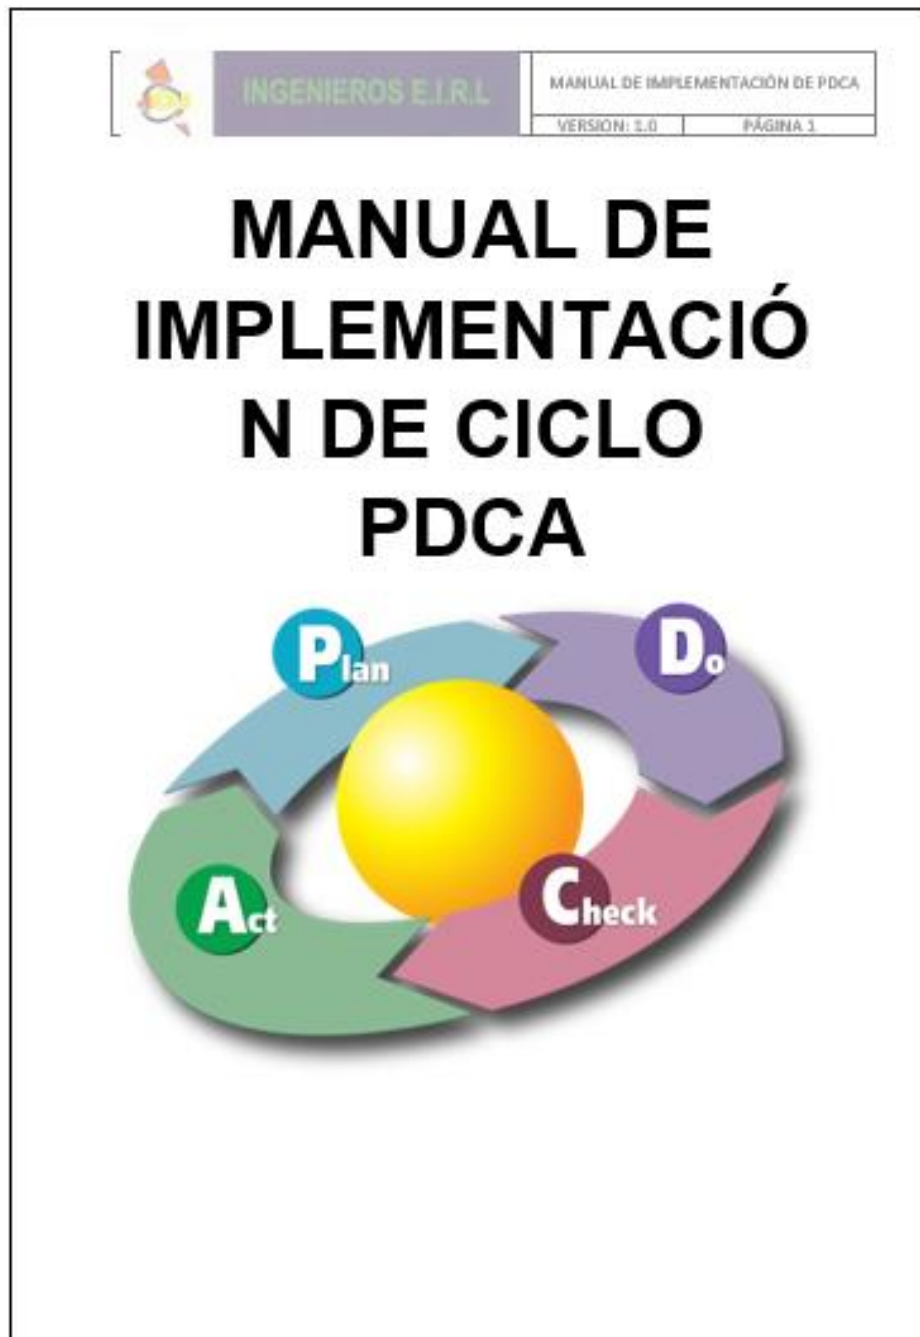 INGENIEROS E.I.R.L
MANUAL DE IMPLEMENTACIÓN DE PDCA
VERSION: 1.0 PÁGINA 1
MANUAL DE
IMPLEMENTACIÓ
N DE CICLO
PDCA
Plan
Do
Act
Check